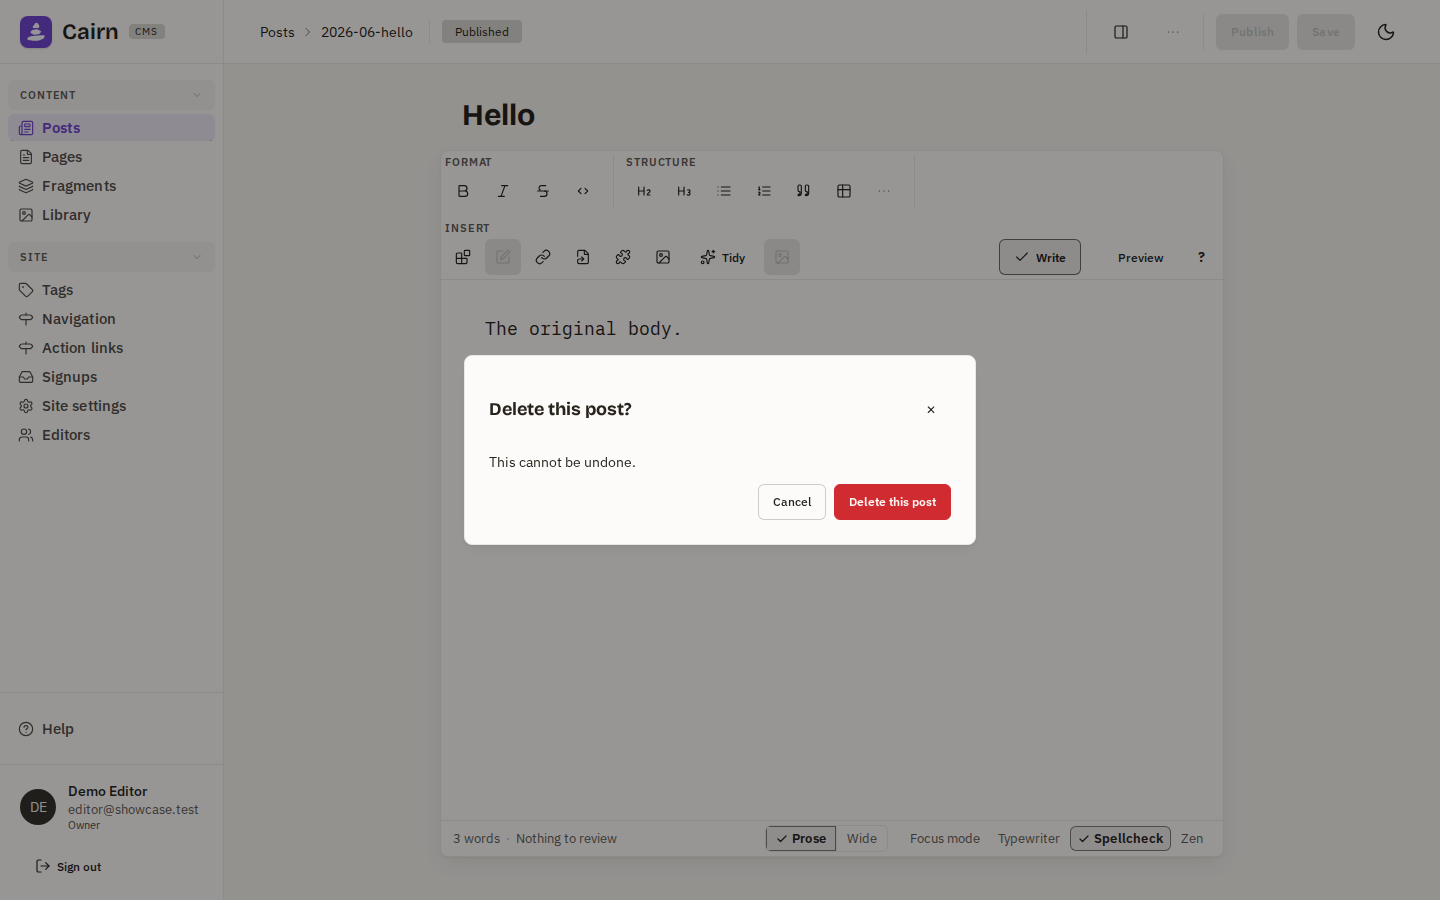 Cairn CMS
Posts 2026-06-hello Published ... Publish Save
CONTENT
Posts
Pages
Fragments
Library
SITE
Tags
Navigation
Action links
Signups
Site settings
Editors
Help
DE
Demo Editor
editor@showcase.test
Owner
Sign out
Hello
FORMAT STRUCTURE
B I S H2 H3 ...
INSERT
Tidy Write Preview ?
The original body.
Delete this post?
This cannot be undone.
Cancel Delete this post
3 words · Nothing to review Prose Wide Focus mode Typewriter Spellcheck Zen